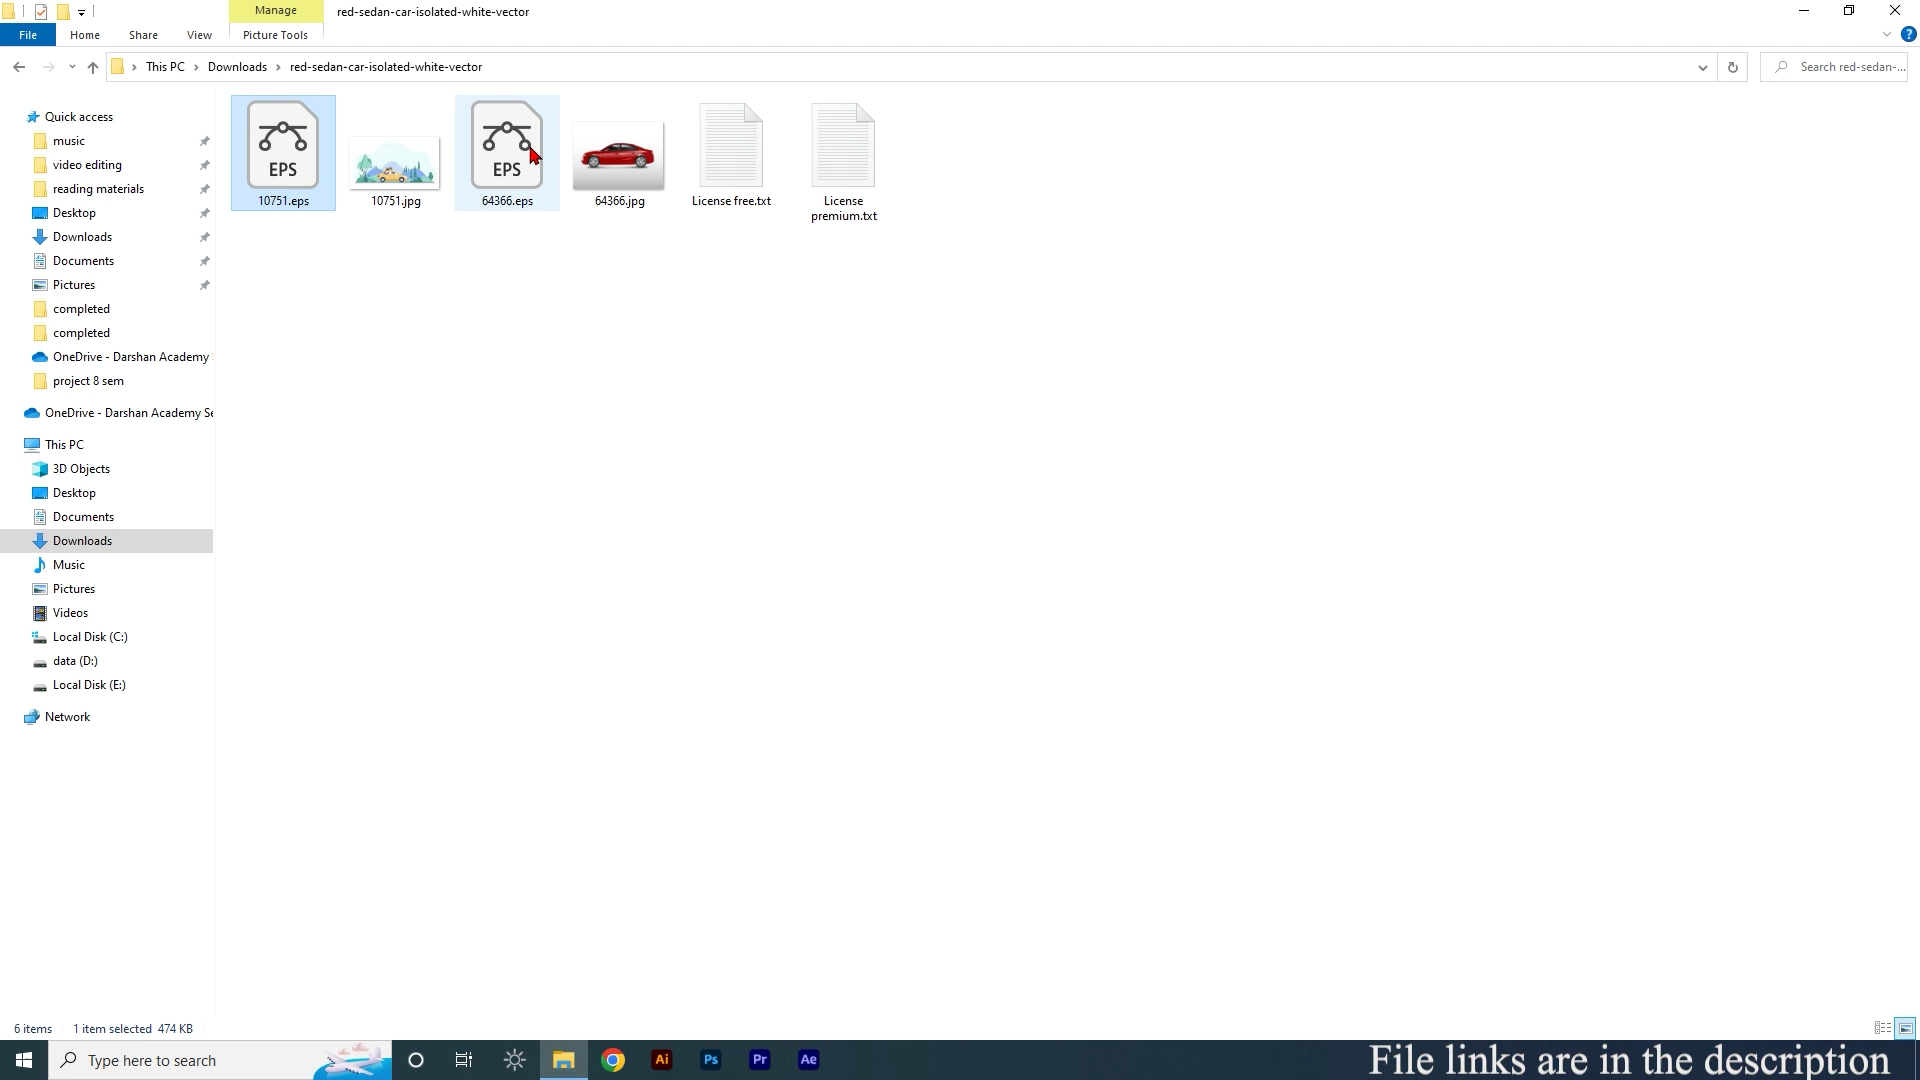 Manage
red-sedan-car-isolated-white-vector
File
Home
Share
View
Picture Tools
This PC
Downloads
red-sedan-car-isolated-white-vector
Search red-sedan-...
Quick access
music
video editing
reading materials
Desktop
Downloads
Documents
Pictures
completed
completed
OneDrive - Darshan Academy
project 8 sem
OneDrive - Darshan Academy Se
This PC
3D Objects
Desktop
Documents
Downloads
Music
Pictures
Videos
Local Disk (C:)
data (D:)
Local Disk (E:)
Network
EPS
10751.eps
10751.jpg
EPS
64366.eps
64366.jpg
License free.txt
License
premium.txt
6 items
1 item selected 474 KB
Type here to search
Ai
Ps
Pr
Ae
File links are in the description